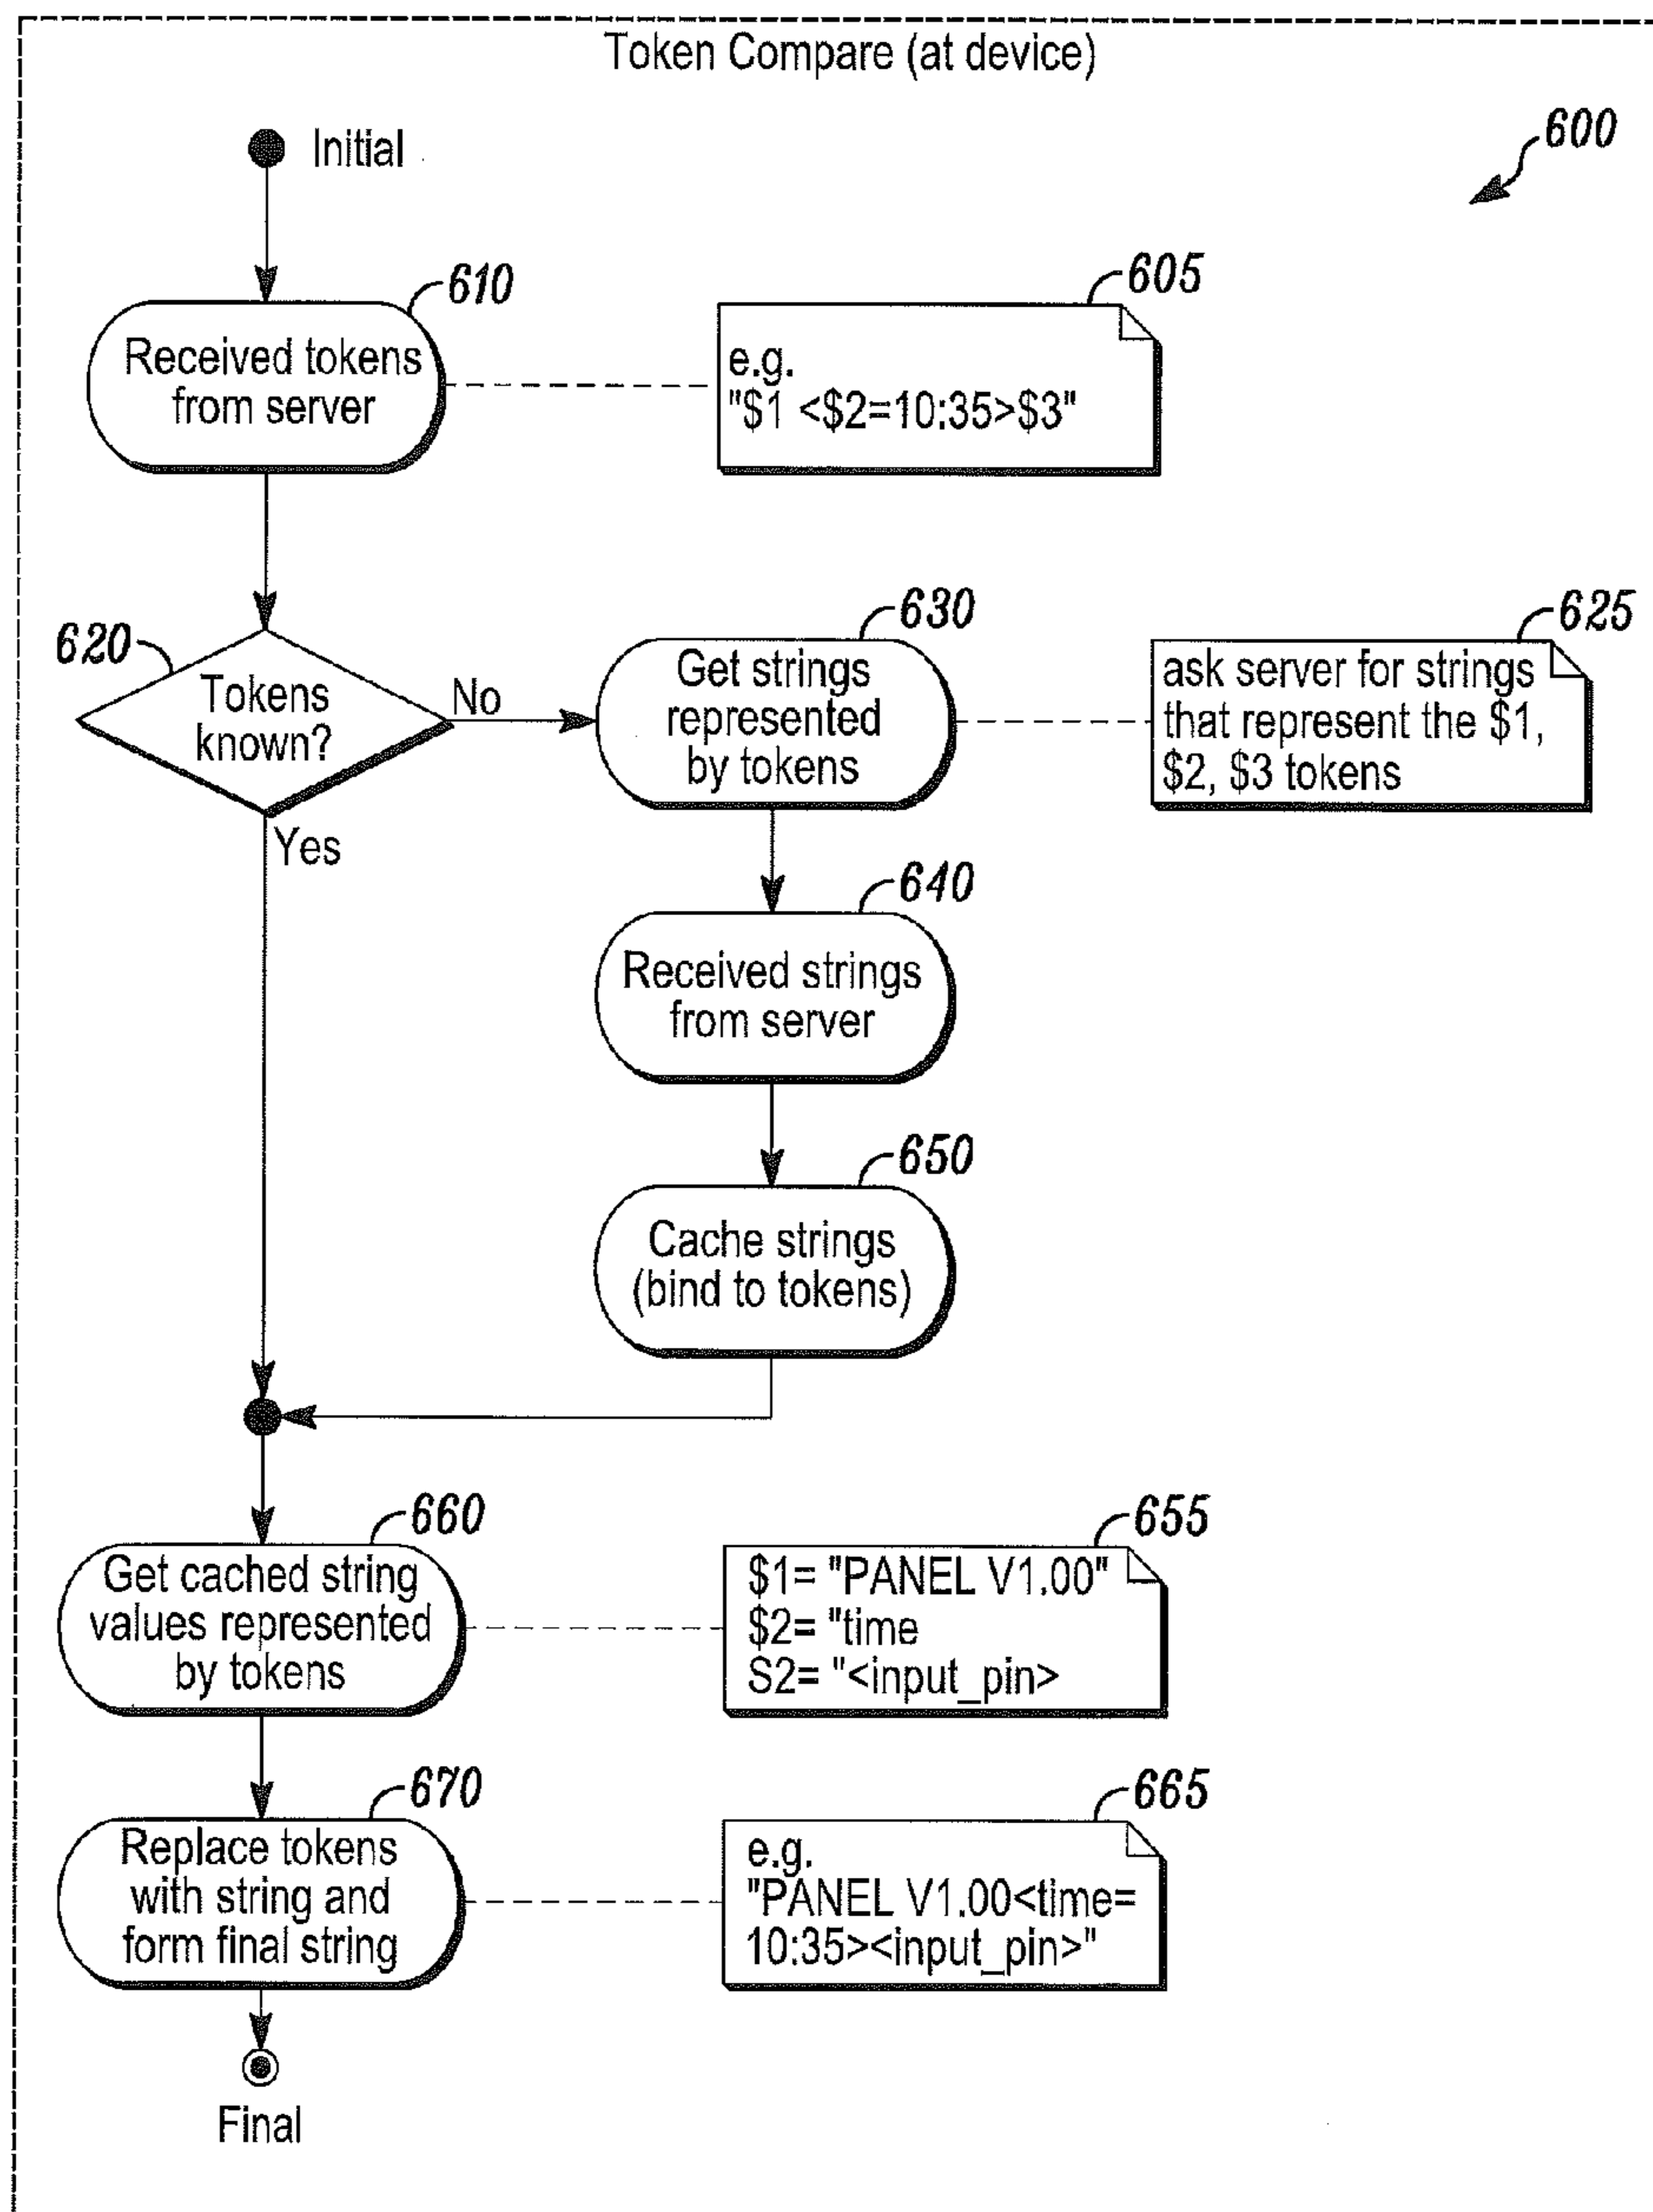 Token Compare (at device)
Initial
600
610
Received tokens
from server
605
e.g.
"$1 <$2=10:35>$3"
620
Tokens
known?
No
Yes
630
Get strings
represented
by tokens
625
ask server for strings
that represent the $1,
$2, $3 tokens
640
Received strings
from server
650
Cache strings
(bind to tokens)
660
Get cached string
values represented
by tokens
655
$1= "PANEL V1.00"
$2= "time
S2= "<input_pin>
670
Replace tokens
with string and
form final string
665
e.g.
"PANEL V1.00<time=
10:35><input_pin>"
Final